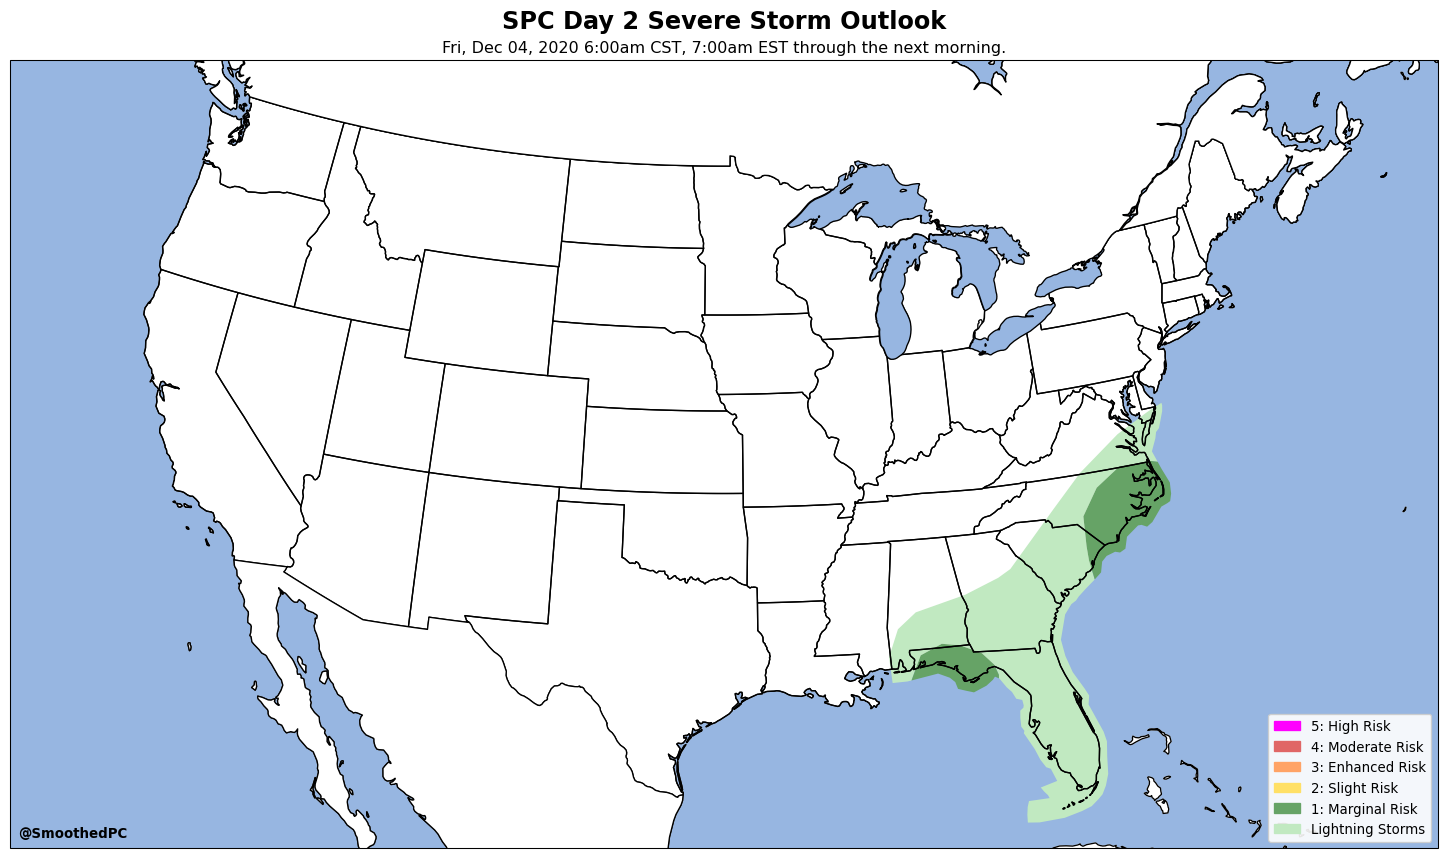 SPC Day 2 Severe Storm Outlook
Fri, Dec 04, 2020 6:00am CST, 7:00am EST through the next morning.
5: High Risk
4: Moderate Risk
3: Enhanced Risk
2: Slight Risk
1: Marginal Risk
Lightning Storms
@SmoothedPC